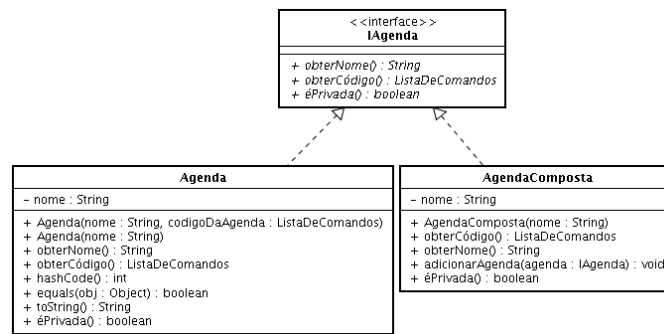 <<interface>>
IAgenda
+ obterNome() : String
+ obterCódigo() : ListaDeComandos
+ éPrivada() : boolean
Agenda
- nome : String
+ Agenda(nome : String, codigoDaAgenda : ListaDeComandos)
+ Agenda(nome : String)
+ obterNome() : String
+ obterCódigo() : ListaDeComandos
+ hashCode() : int
+ equals(obj : Object) : boolean
+ toString() : String
+ éPrivada() : boolean
AgendaComposta
- nome : String
+ AgendaComposta(nome : String)
+ obterCódigo() : ListaDeComandos
+ obterNome() : String
+ adicionarAgenda(agenda : IAgenda) : void
+ éPrivada() : boolean